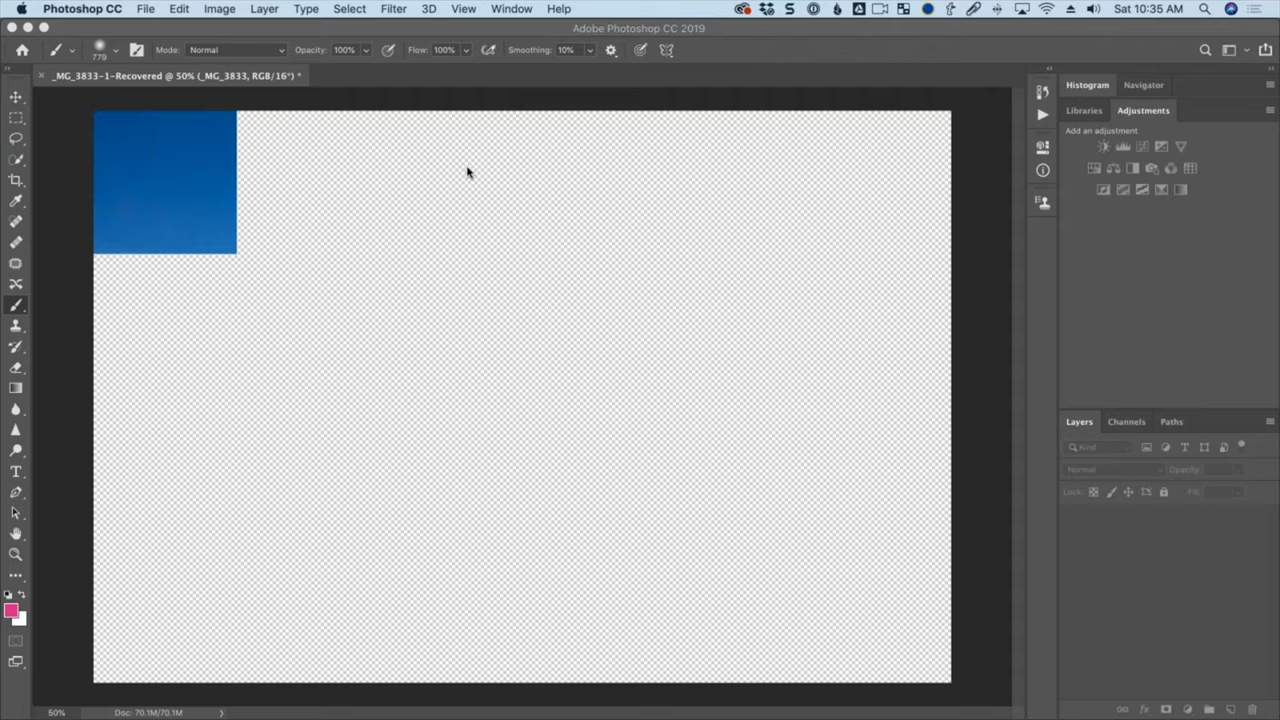 Photoshop CC File Edit Image Layer Type Select Filter 3D View Window Help Sat 10:35 AM
Adobe Photoshop CC 2019
779 Mode: Normal Opacity: 100% Flow: 100% Smoothing: 10%
× _MG_3833-1-Recovered @ 50% (_MG_3833, RGB/16*) *
Histogram Navigator
Libraries Adjustments
Add an adjustment
Layers Channels Paths
Kind
Normal Opacity:
Lock: Fill:
50% Doc: 70.1M/70.1M